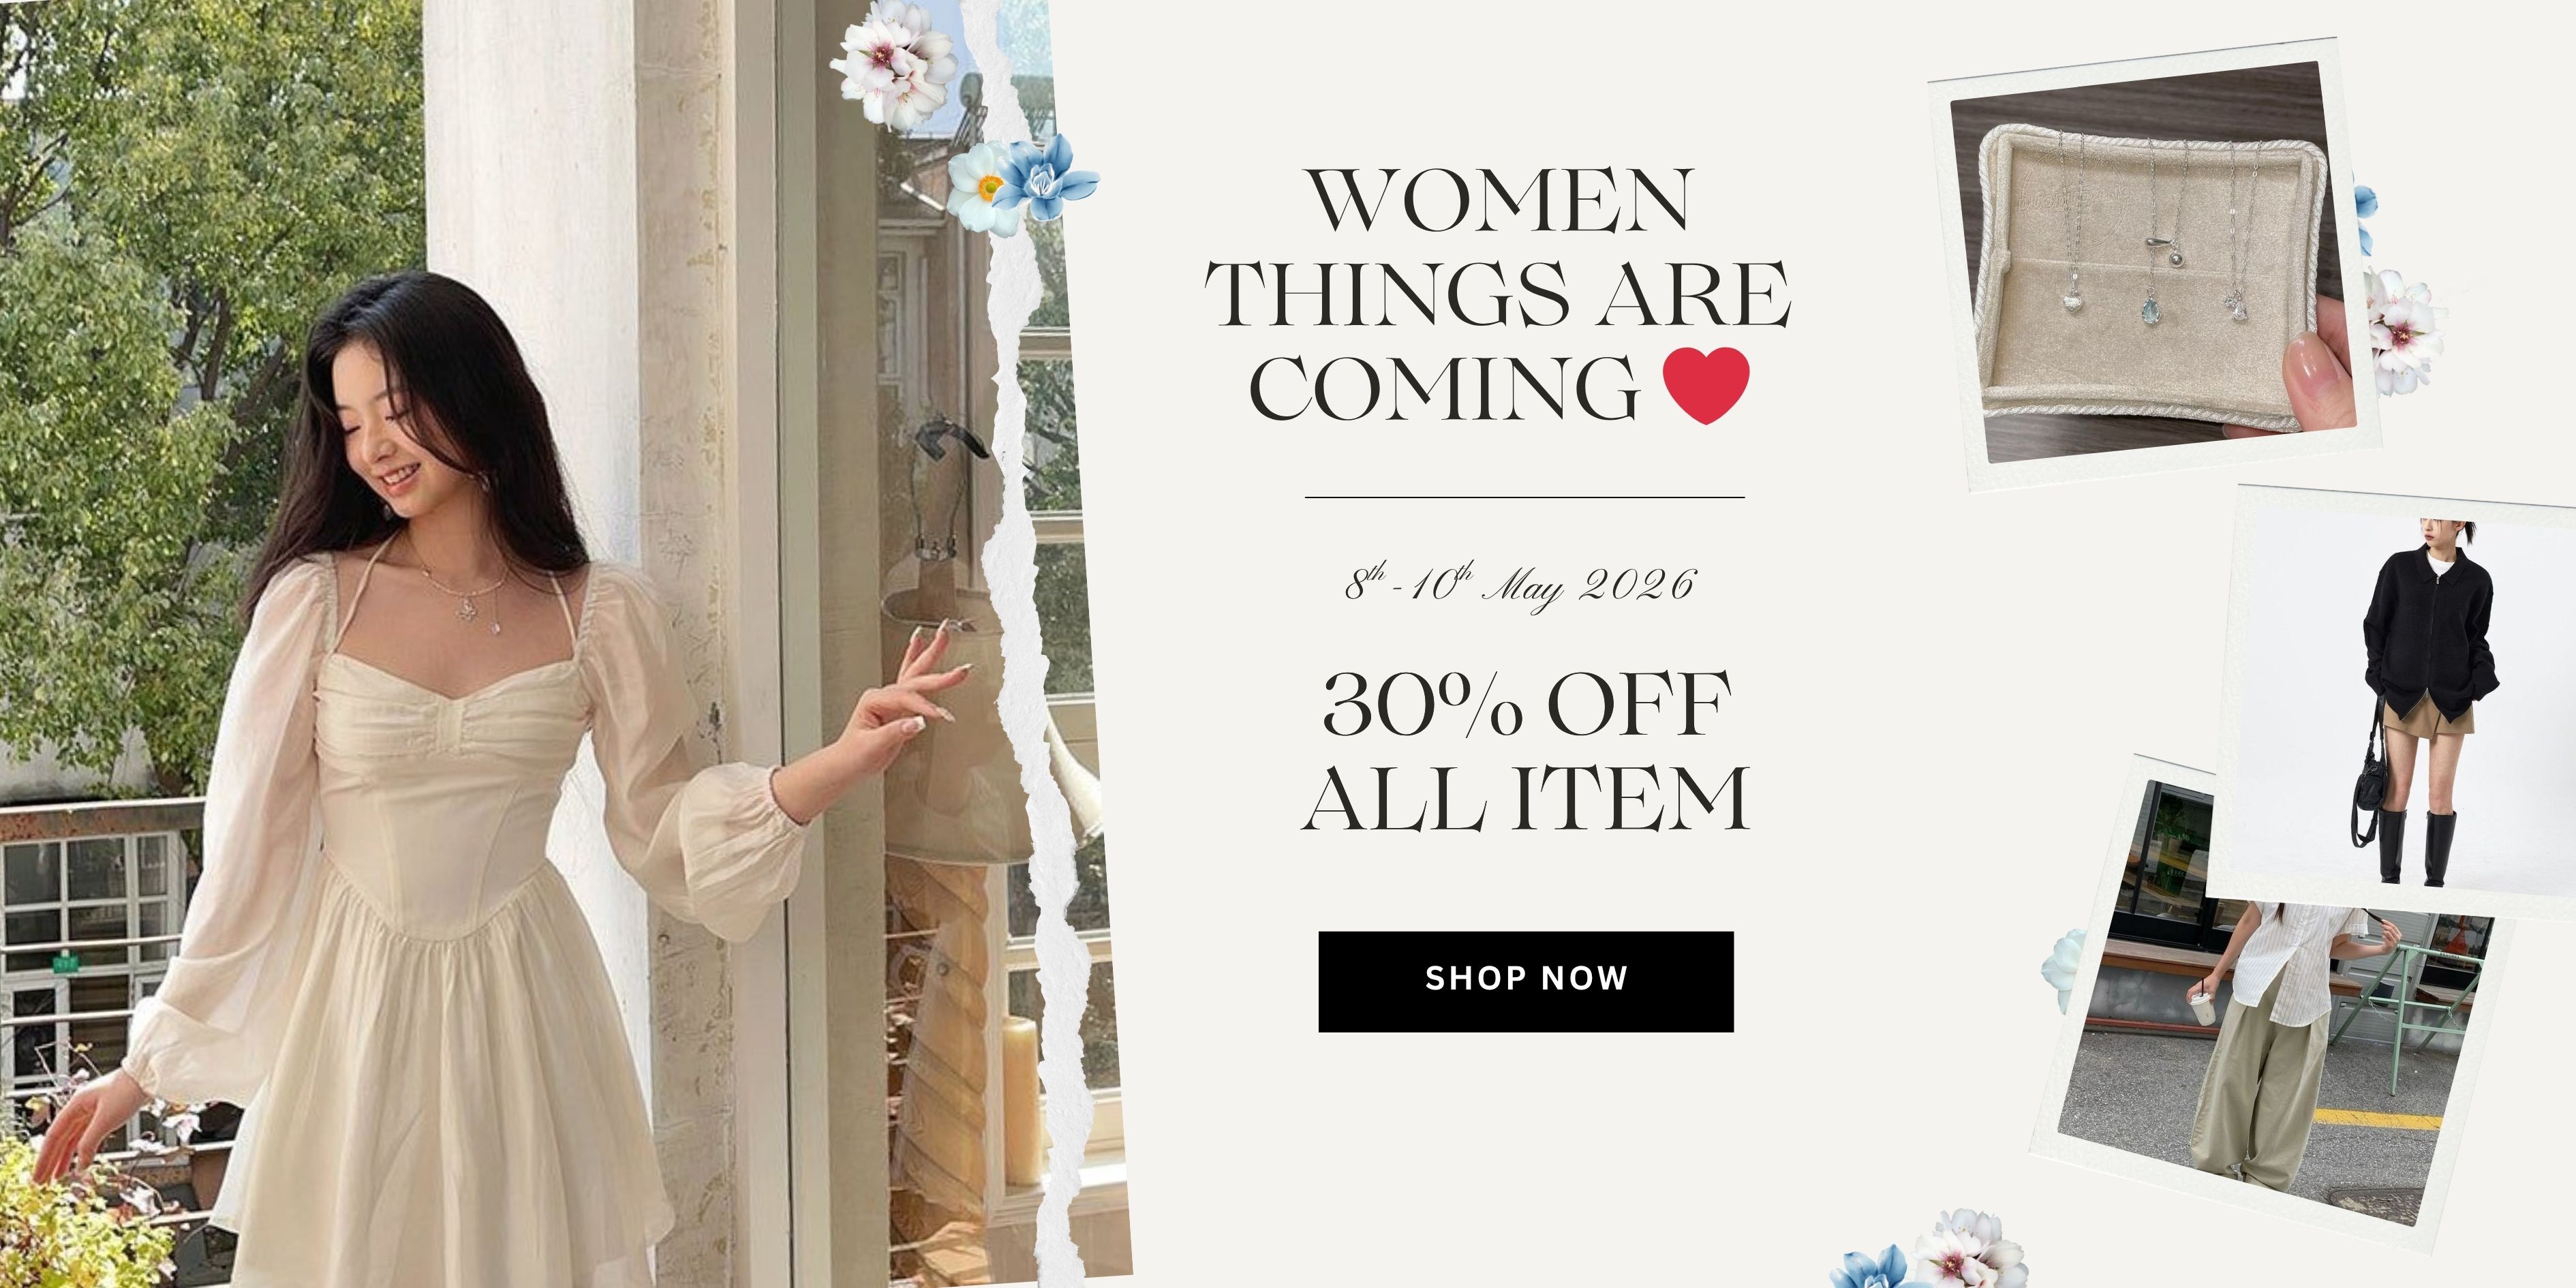 WOMEN
THINGS ARE
COMING ❤
8th - 10th May 2026
30% OFF
ALL ITEM
SHOP NOW